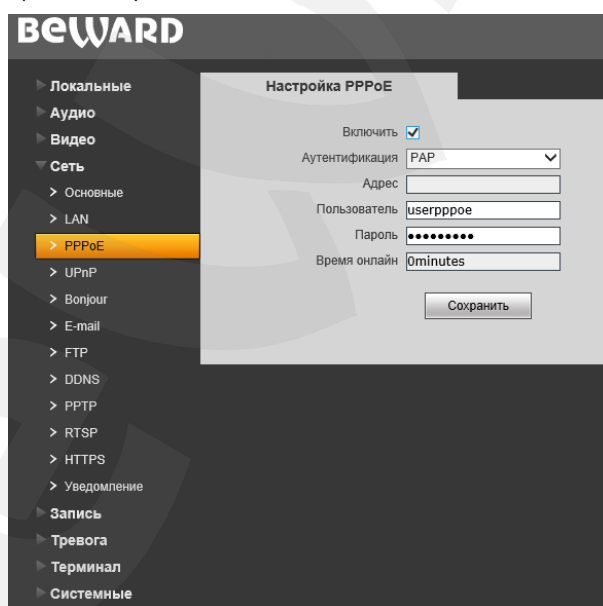 BEWARD
Локальные
Аудио
Видео
Сеть
Основные
LAN
PPPoE
UPnP
Bonjour
E-mail
FTP
DDNS
PPTP
RTSP
HTTPS
Уведомление
Запись
Тревога
Терминал
Системные
Настройка PPPoE
Включить
Аутентификация PAP
Адрес
Пользователь userpppoe
Пароль •••••••••
Время онлайн 0minutes
Сохранить